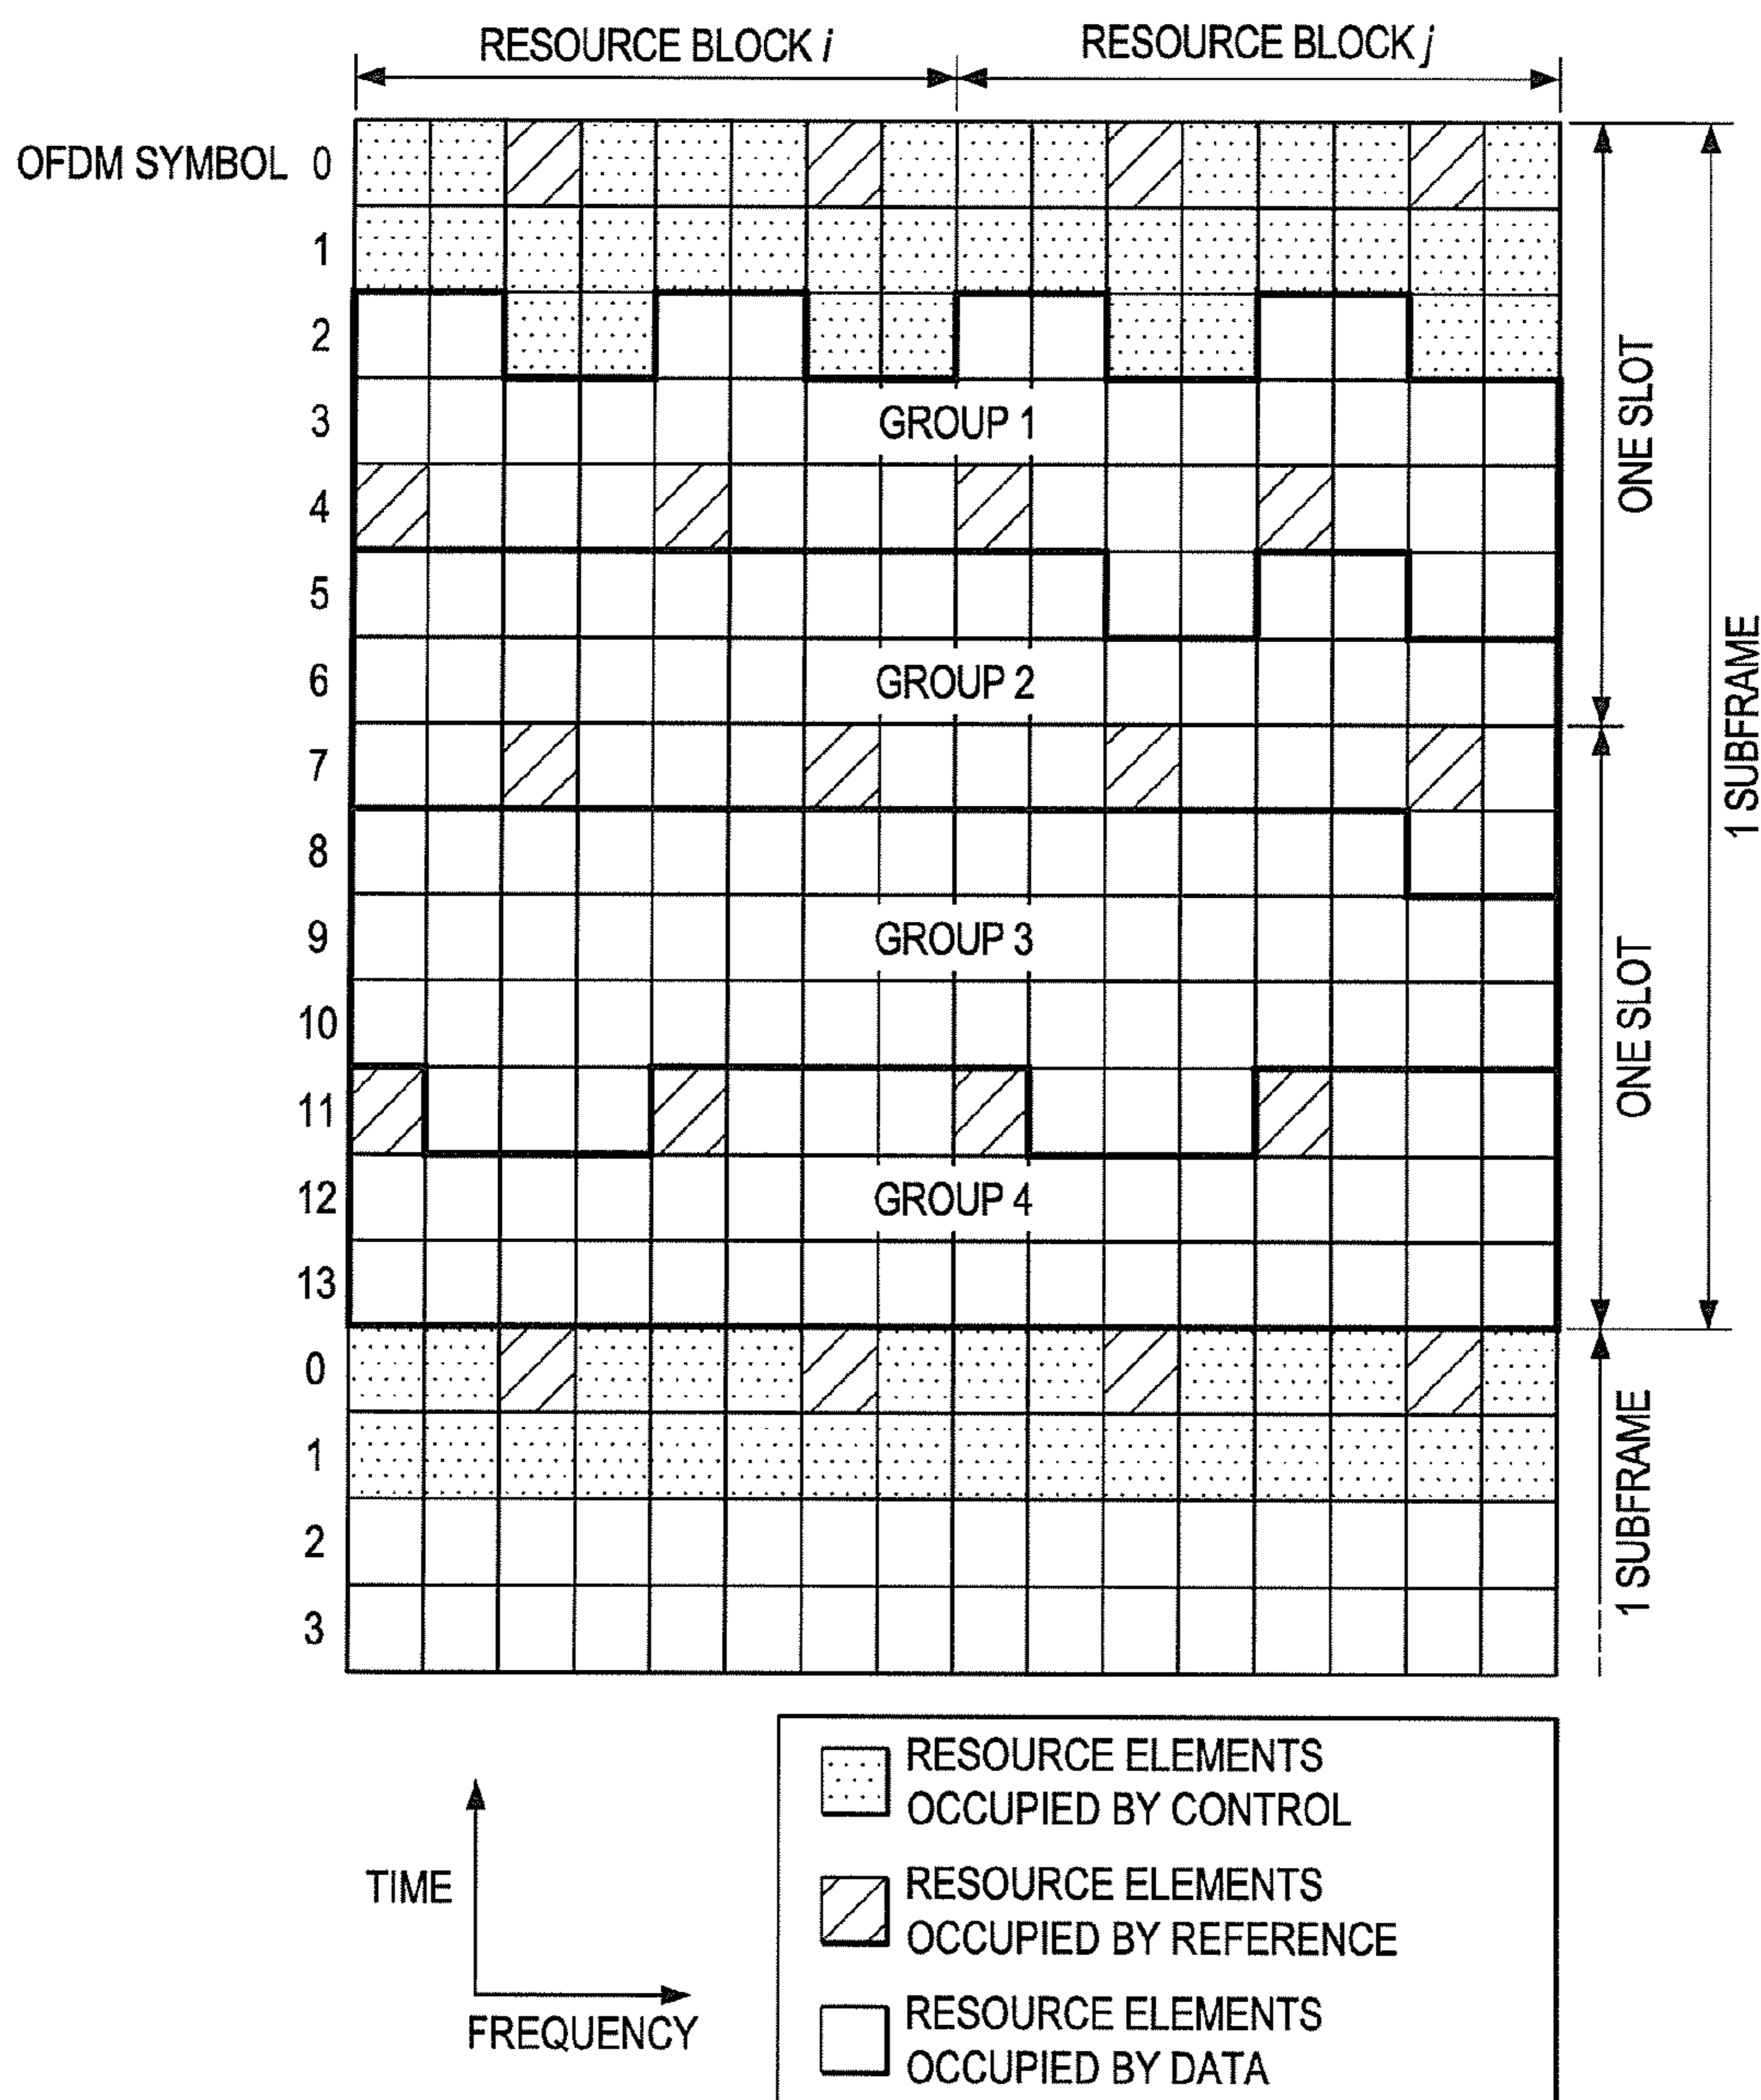 RESOURCE BLOCK i
RESOURCE BLOCK j
OFDM SYMBOL 0
1
2
3
GROUP 1
4
5
6
GROUP 2
7
8
9
GROUP 3
10
11
12
GROUP 4
13
0
1
2
3
ONE SLOT
ONE SLOT
1 SUBFRAME
1 SUBFRAME
TIME
FREQUENCY
RESOURCE ELEMENTS
OCCUPIED BY CONTROL
RESOURCE ELEMENTS
OCCUPIED BY REFERENCE
RESOURCE ELEMENTS
OCCUPIED BY DATA